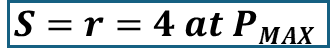 S = r = 4 at P_MAX